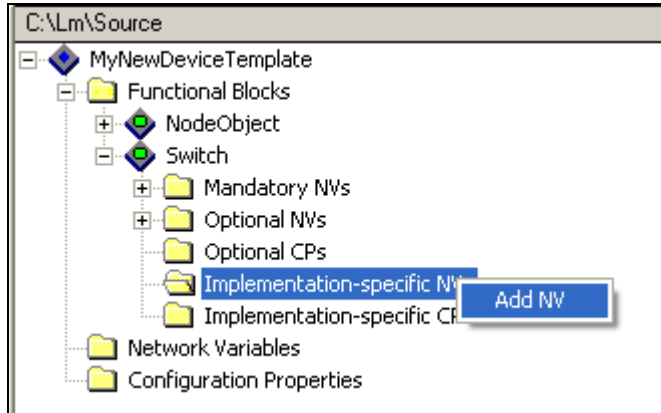 C:\Lm\Source
MyNewDeviceTemplate
Functional Blocks
NodeObject
Switch
Mandatory NVs
Optional NVs
Optional CPs
Implementation-specific NV
Add NV
Implementation-specific CP
Network Variables
Configuration Properties